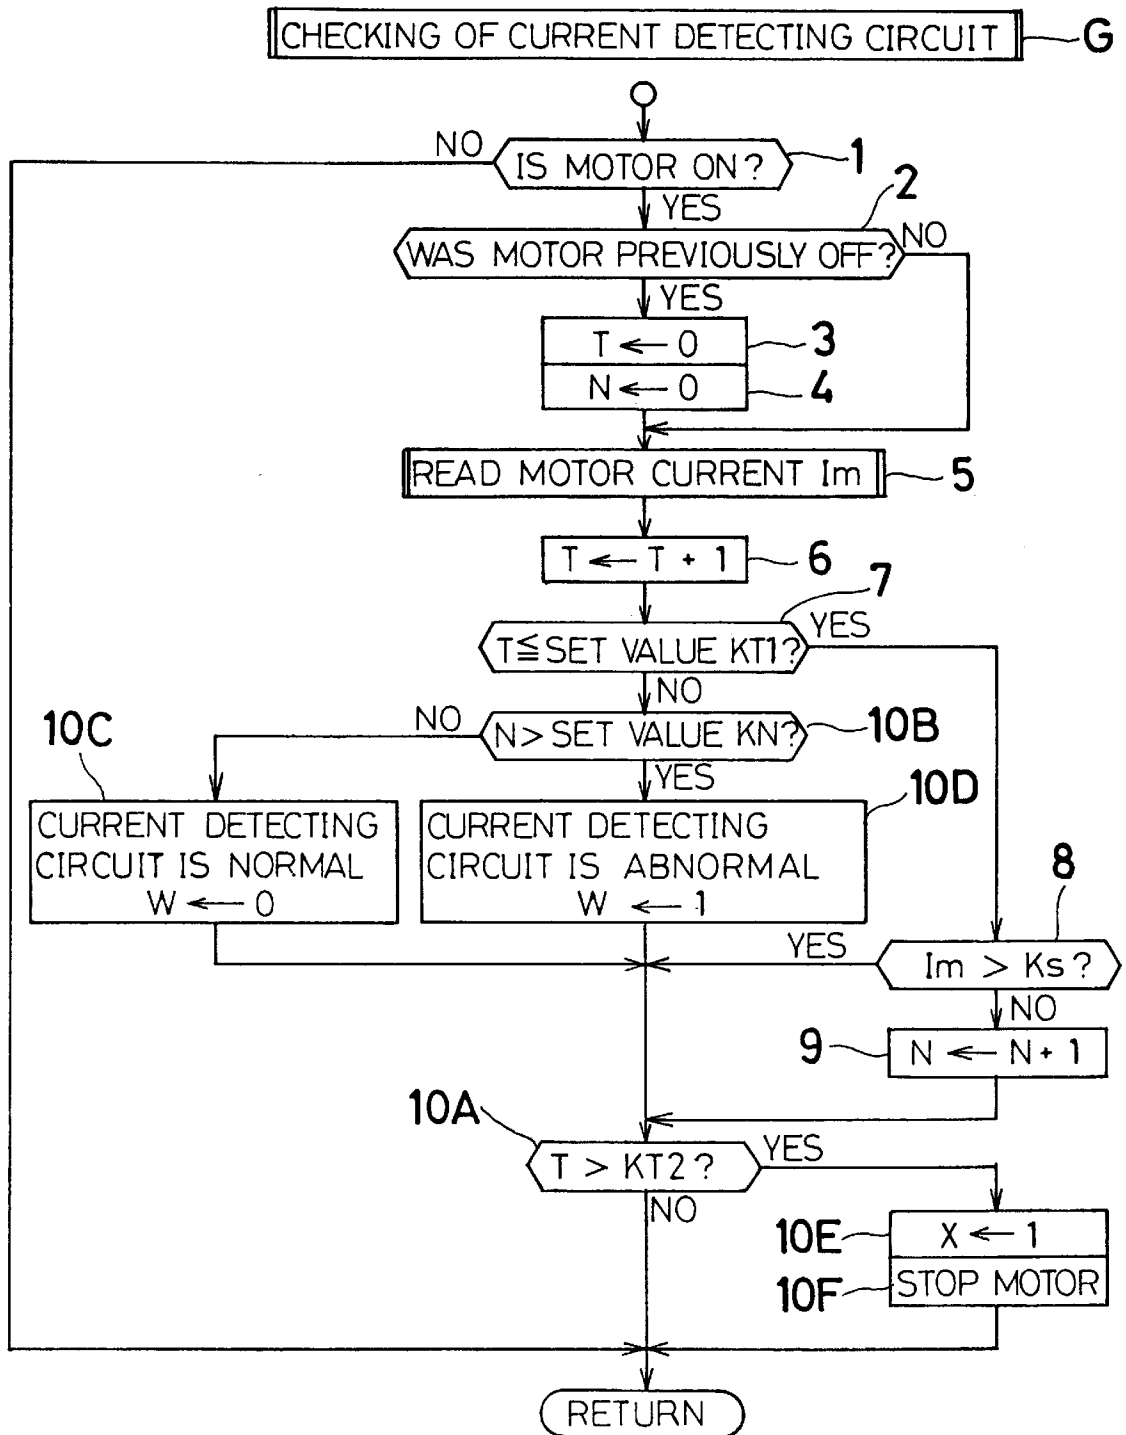 CHECKING OF CURRENT DETECTING CIRCUIT
G
NO
IS MOTOR ON?
1
YES
2
WAS MOTOR PREVIOUSLY OFF?
NO
YES
T ← 0
3
N ← 0
4
READ MOTOR CURRENT Im
5
T ← T + 1
6
7
T ≦ SET VALUE KT1?
YES
NO
10C
NO
N > SET VALUE KN?
10B
YES
10D
CURRENT DETECTING
CIRCUIT IS NORMAL
W ← 0
CURRENT DETECTING
CIRCUIT IS ABNORMAL
W ← 1
8
YES
Im > Ks ?
NO
9
N ← N + 1
10A
T > KT2 ?
YES
NO
10E
X ← 1
10F
STOP MOTOR
RETURN